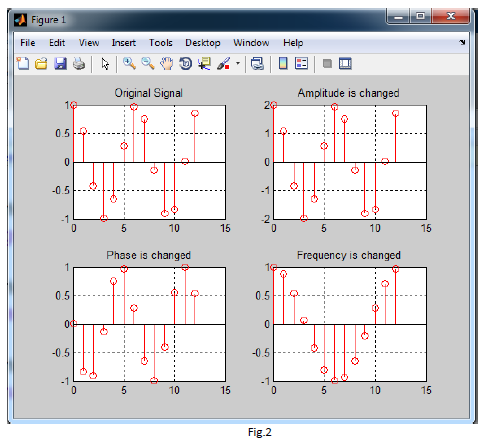 Figure 1
File Edit View Insert Tools Desktop Window Help
Original Signal
1
0.5
0
-0.5
-1
0 5 10 15
Amplitude is changed
2
1
0
-1
-2
0 5 10 15
Phase is changed
1
0.5
0
-0.5
-1
0 5 10 15
Frequency is changed
1
0.5
0
-0.5
-1
0 5 10 15
Fig.2